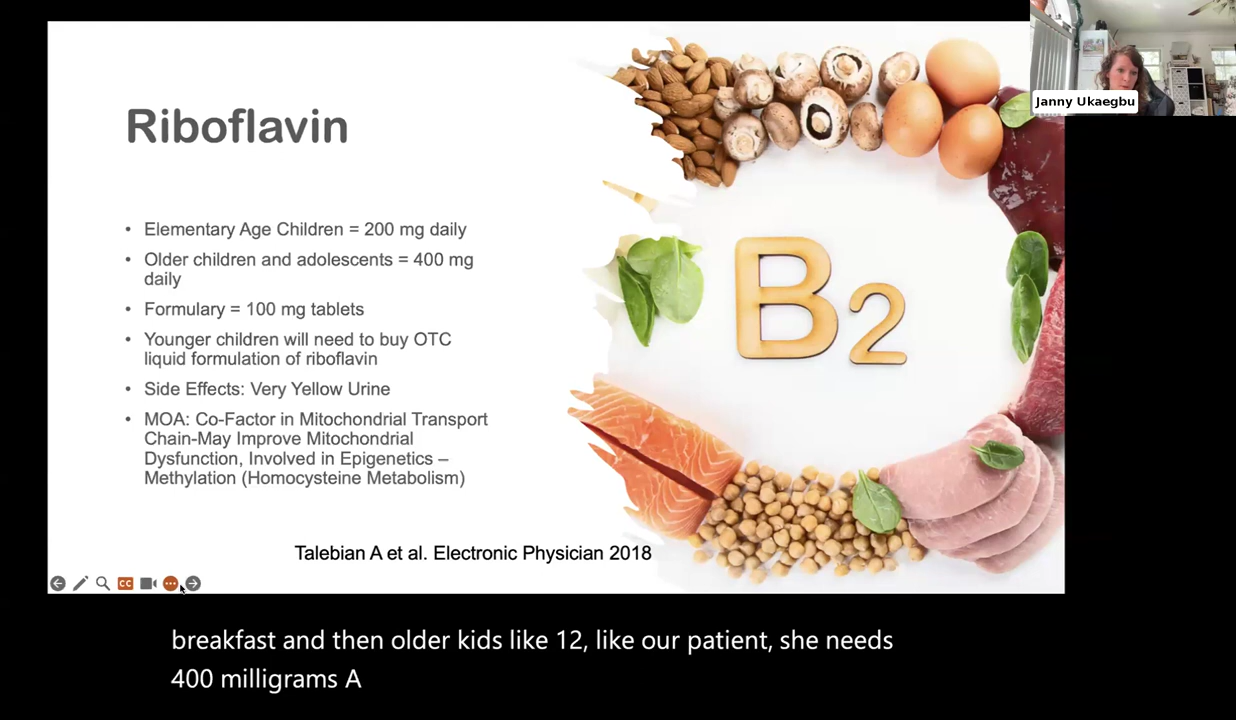 Janny Ukaegbu
Riboflavin
• Elementary Age Children = 200 mg daily
• Older children and adolescents = 400 mg
daily
• Formulary = 100 mg tablets
• Younger children will need to buy OTC
liquid formulation of riboflavin
• Side Effects: Very Yellow Urine
• MOA: Co-Factor in Mitochondrial Transport
Chain-May Improve Mitochondrial
Dysfunction, Involved in Epigenetics –
Methylation (Homocysteine Metabolism)
B2
Talebian A et al. Electronic Physician 2018
CC
breakfast and then older kids like 12, like our patient, she needs
400 milligrams A